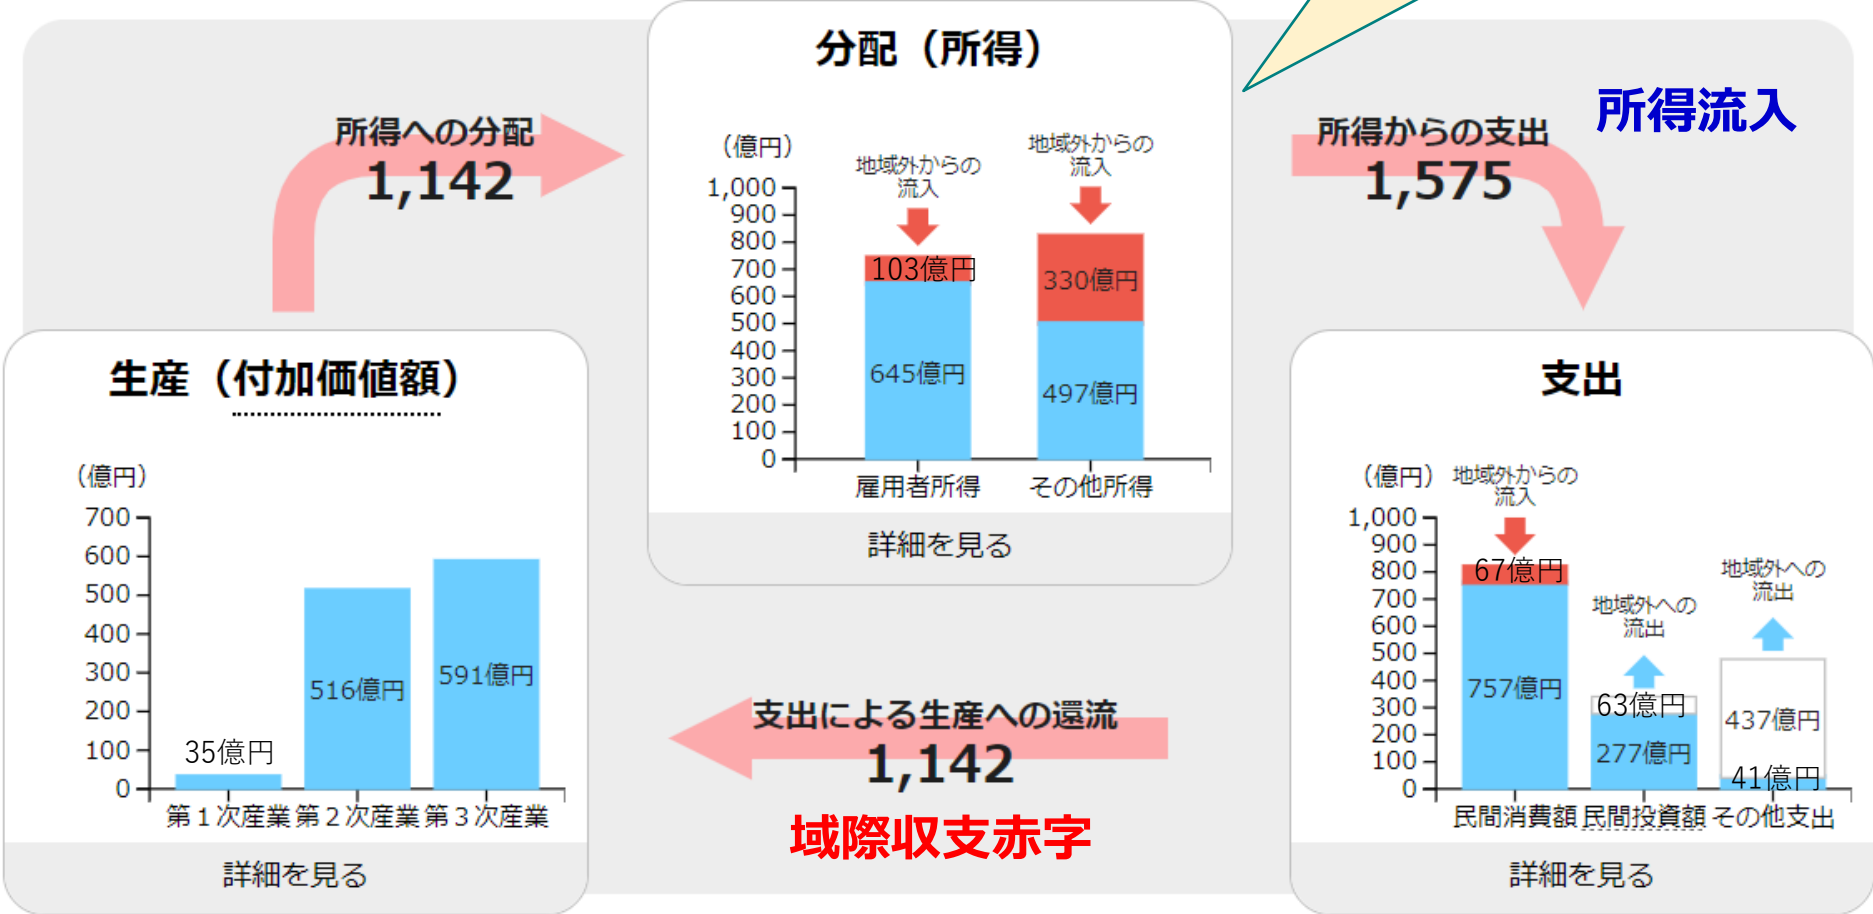 分配（所得）
所得流入
所得への分配
1,142
所得からの支出
1,575
（億円）
地域外からの
流入
地域外からの
流入
1,000
900
800
700
600
500
400
300
200
100
0
103億円
330億円
645億円
497億円
雇用者所得
その他所得
詳細を見る
生産（付加価値額）
（億円）
700
600
500
400
300
200
100
0
35億円
516億円
591億円
第１次産業
第２次産業
第３次産業
詳細を見る
支出による生産への還流
1,142
域際収支赤字
支出
（億円）
地域外からの
流入
地域外への
流出
地域外への
流出
1,000
900
800
700
600
500
400
300
200
100
0
67億円
757億円
63億円
277億円
437億円
41億円
民間消費額
民間投資額
その他支出
詳細を見る